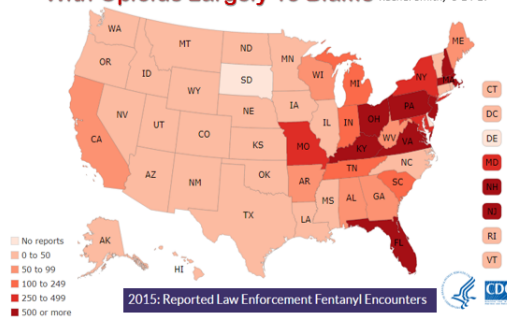 WA
MT
ND
MN
ME
OR
ID
SD
WI
MI
NY
MA
WY
IA
NE
PA
NV
UT
CO
IL
IN
OH
WV
VA
CA
KS
MO
KY
NC
TN
AZ
NM
OK
AR
SC
MS
AL
GA
TX
LA
FL
AK
HI
CT
DC
DE
MD
NH
NJ
RI
VT
No reports
0 to 50
50 to 99
100 to 249
250 to 499
500 or more
2015: Reported Law Enforcement Fentanyl Encounters
CDC